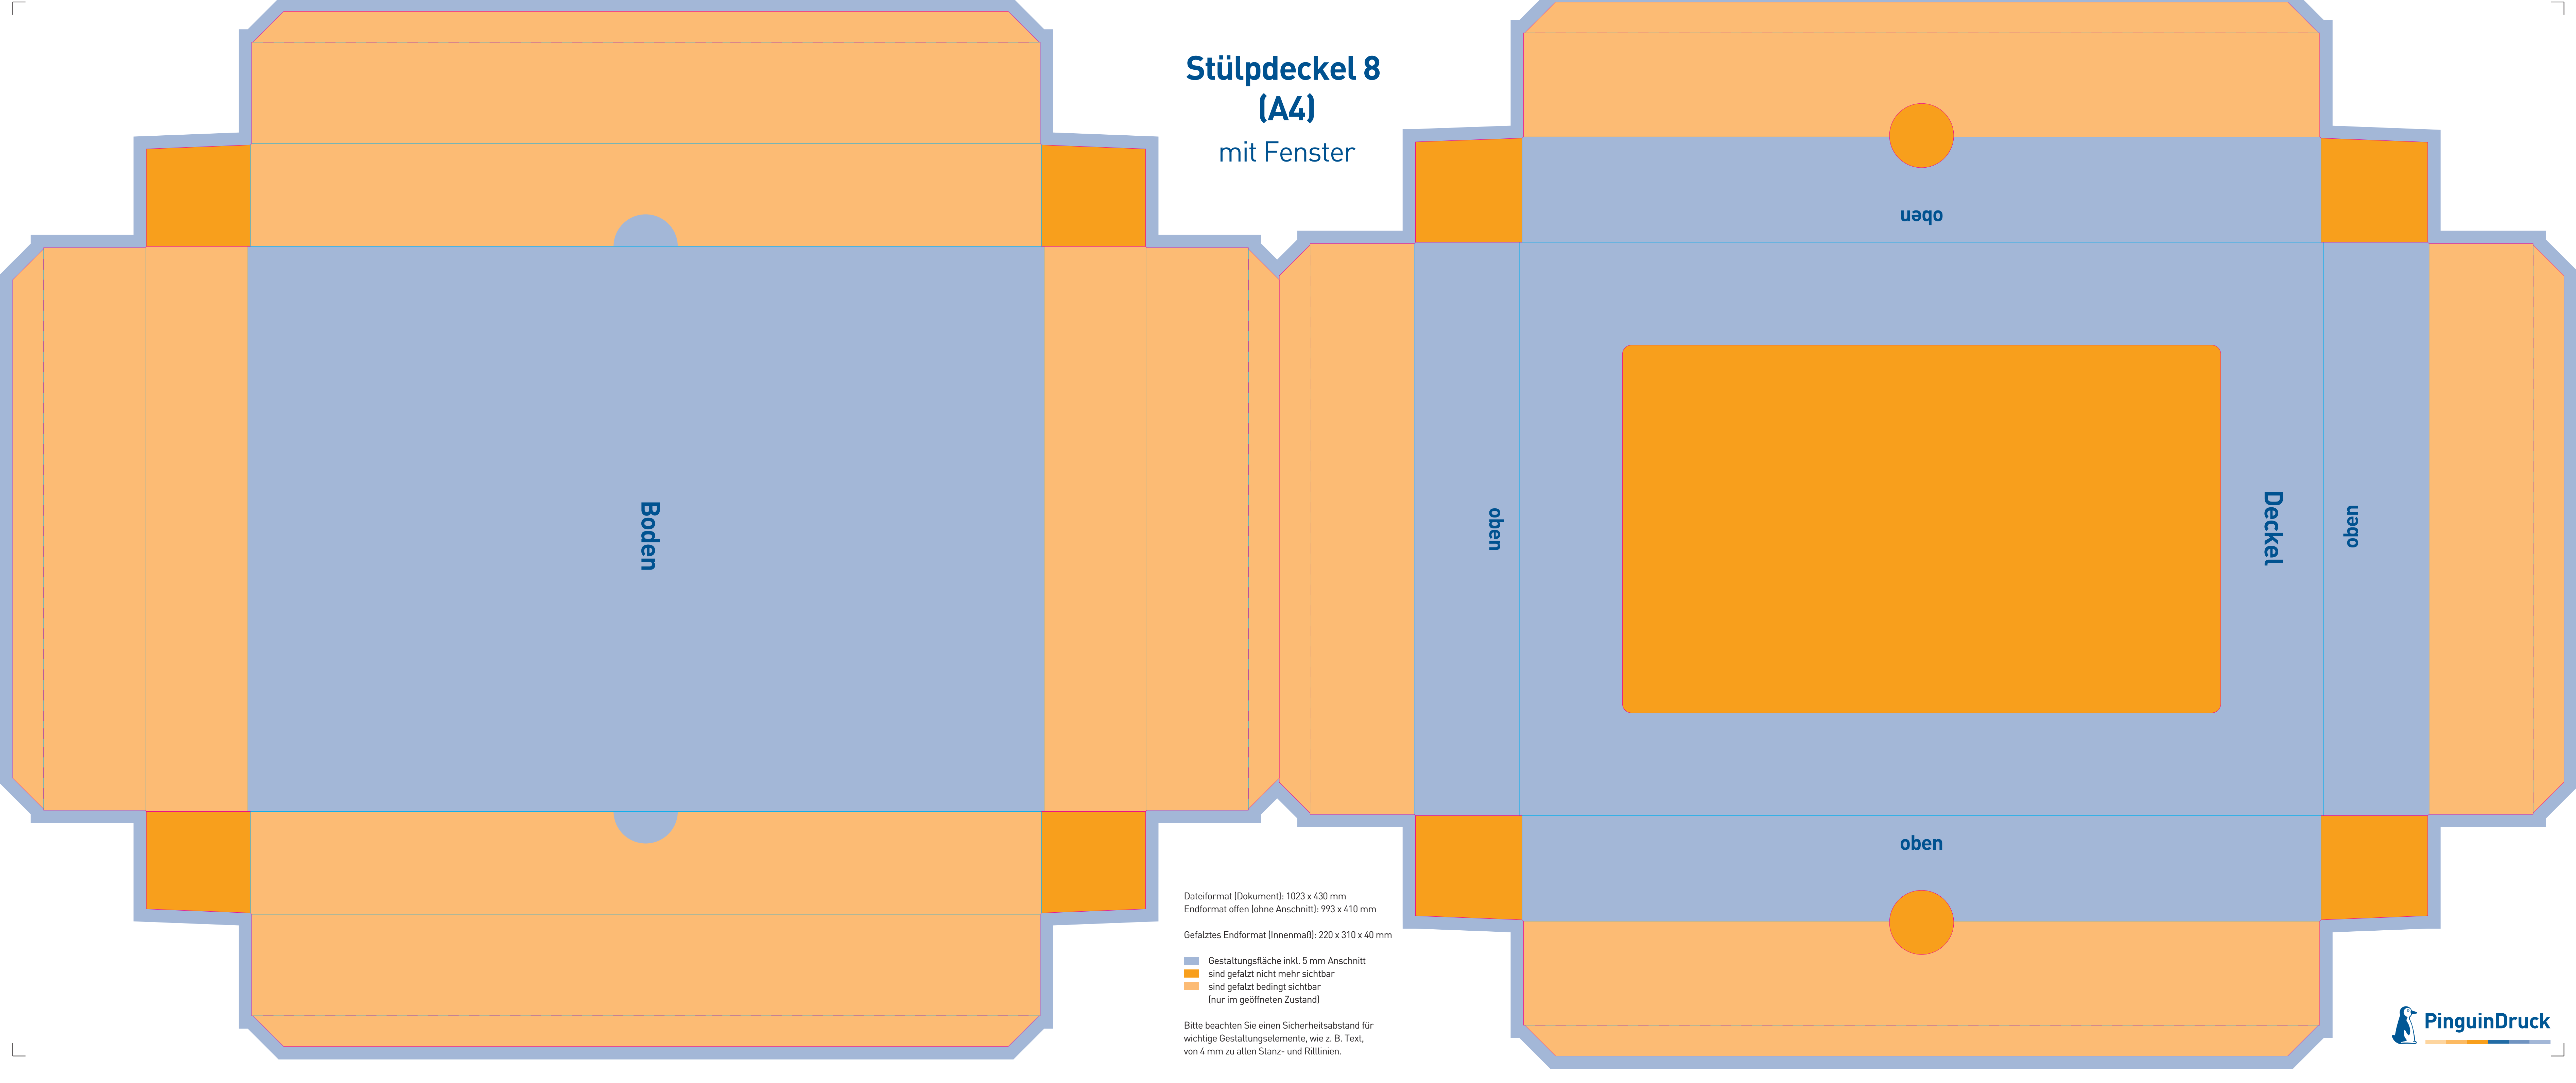 Stülpdeckel 8
(A4)
mit Fenster
oben
Boden
oben
Deckel
oben
oben
Dateiformat (Dokument): 1023 x 430 mm
Endformat offen (ohne Anschnitt): 993 x 410 mm
Gefalztes Endformat (Innenmaß): 220 x 310 x 40 mm
Gestaltungsfläche inkl. 5 mm Anschnitt
sind gefalzt nicht mehr sichtbar
sind gefalzt bedingt sichtbar
(nur im geöffneten Zustand)
Bitte beachten Sie einen Sicherheitsabstand für
wichtige Gestaltungselemente, wie z. B. Text,
von 4 mm zu allen Stanz- und Rilllinien.
PinguinDruck